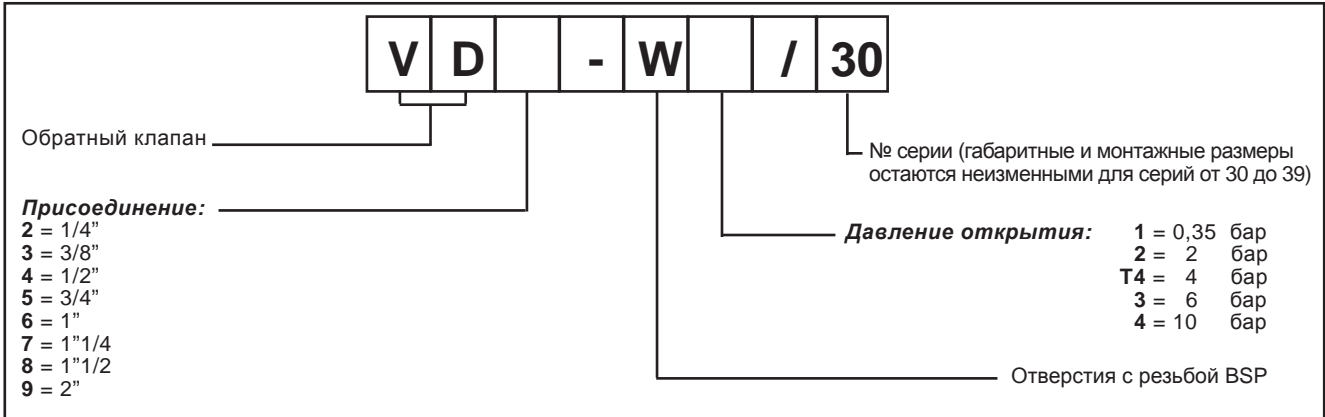 V D - W / 30
Обратный клапан
№ серии (габаритные и монтажные размеры
остаются неизменными для серий от 30 до 39)
Присоединение:
2 = 1/4”
3 = 3/8”
4 = 1/2”
5 = 3/4”
6 = 1”
7 = 1”1/4
8 = 1”1/2
9 = 2”
Давление открытия: 1 = 0,35 бар
2 = 2 бар
T4 = 4 бар
3 = 6 бар
4 = 10 бар
Отверстия с резьбой BSP